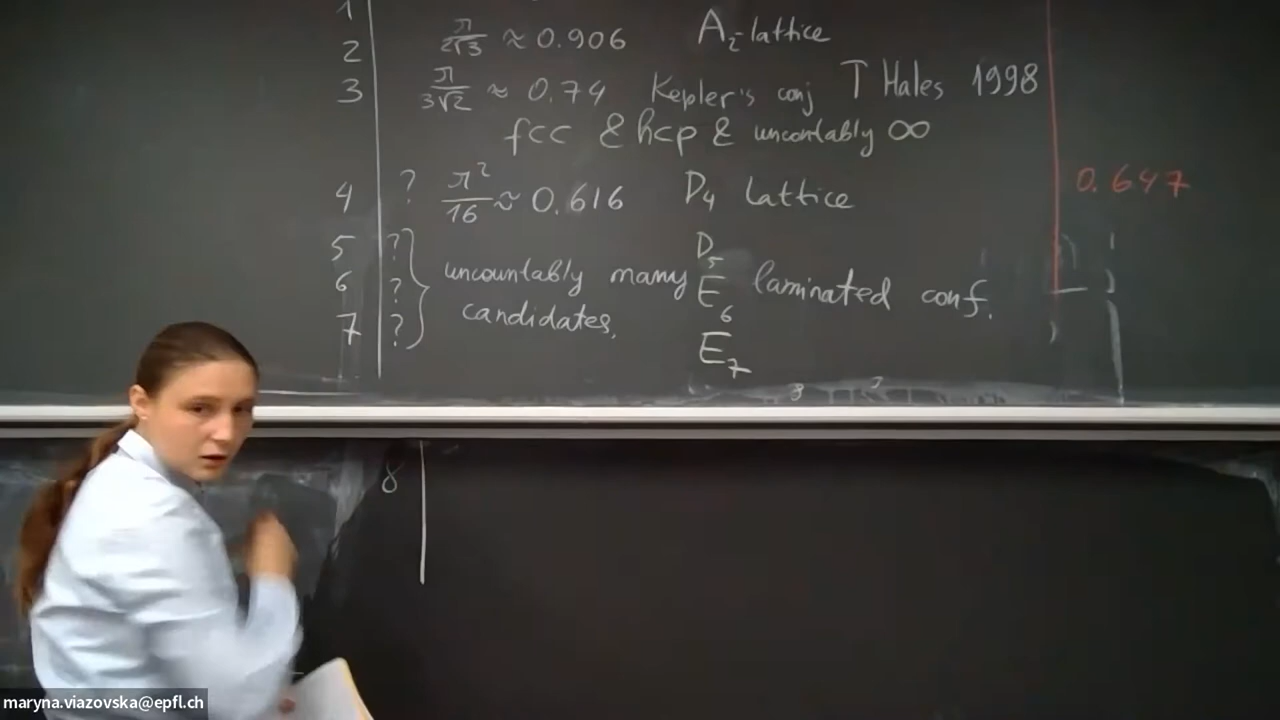 1
2 π/2√3 ≈ 0.906 A₂-lattice
3 π/3√2 ≈ 0.74 Kepler's conj T Hales 1998
fcc & hcp & uncontably ∞
4 ? π²/16 ≈ 0.616 D₄ lattice 0.647
5 ? D₅
6 ? uncountably many candidates, E₆ laminated conf.
7 ? E₇
8
maryna.viazovska@epfl.ch